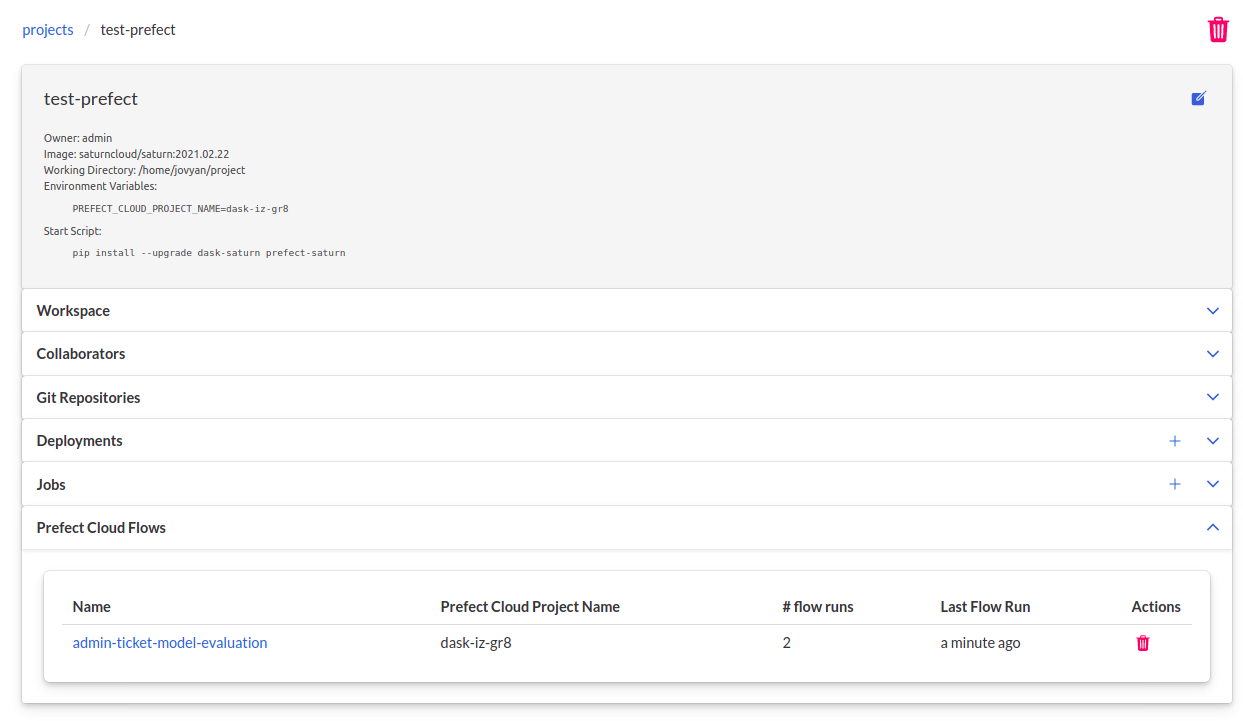 projects / test-prefect
test-prefect
Owner: admin
Image: saturncloud/saturn:2021.02.22
Working Directory: /home/jovyan/project
Environment Variables:
PREFECT_CLOUD_PROJECT_NAME=dask-iz-gr8
Start Script:
pip install --upgrade dask-saturn prefect-saturn
Workspace
Collaborators
Git Repositories
Deployments
Jobs
Prefect Cloud Flows
Name Prefect Cloud Project Name # flow runs Last Flow Run Actions
admin-ticket-model-evaluation dask-iz-gr8 2 a minute ago